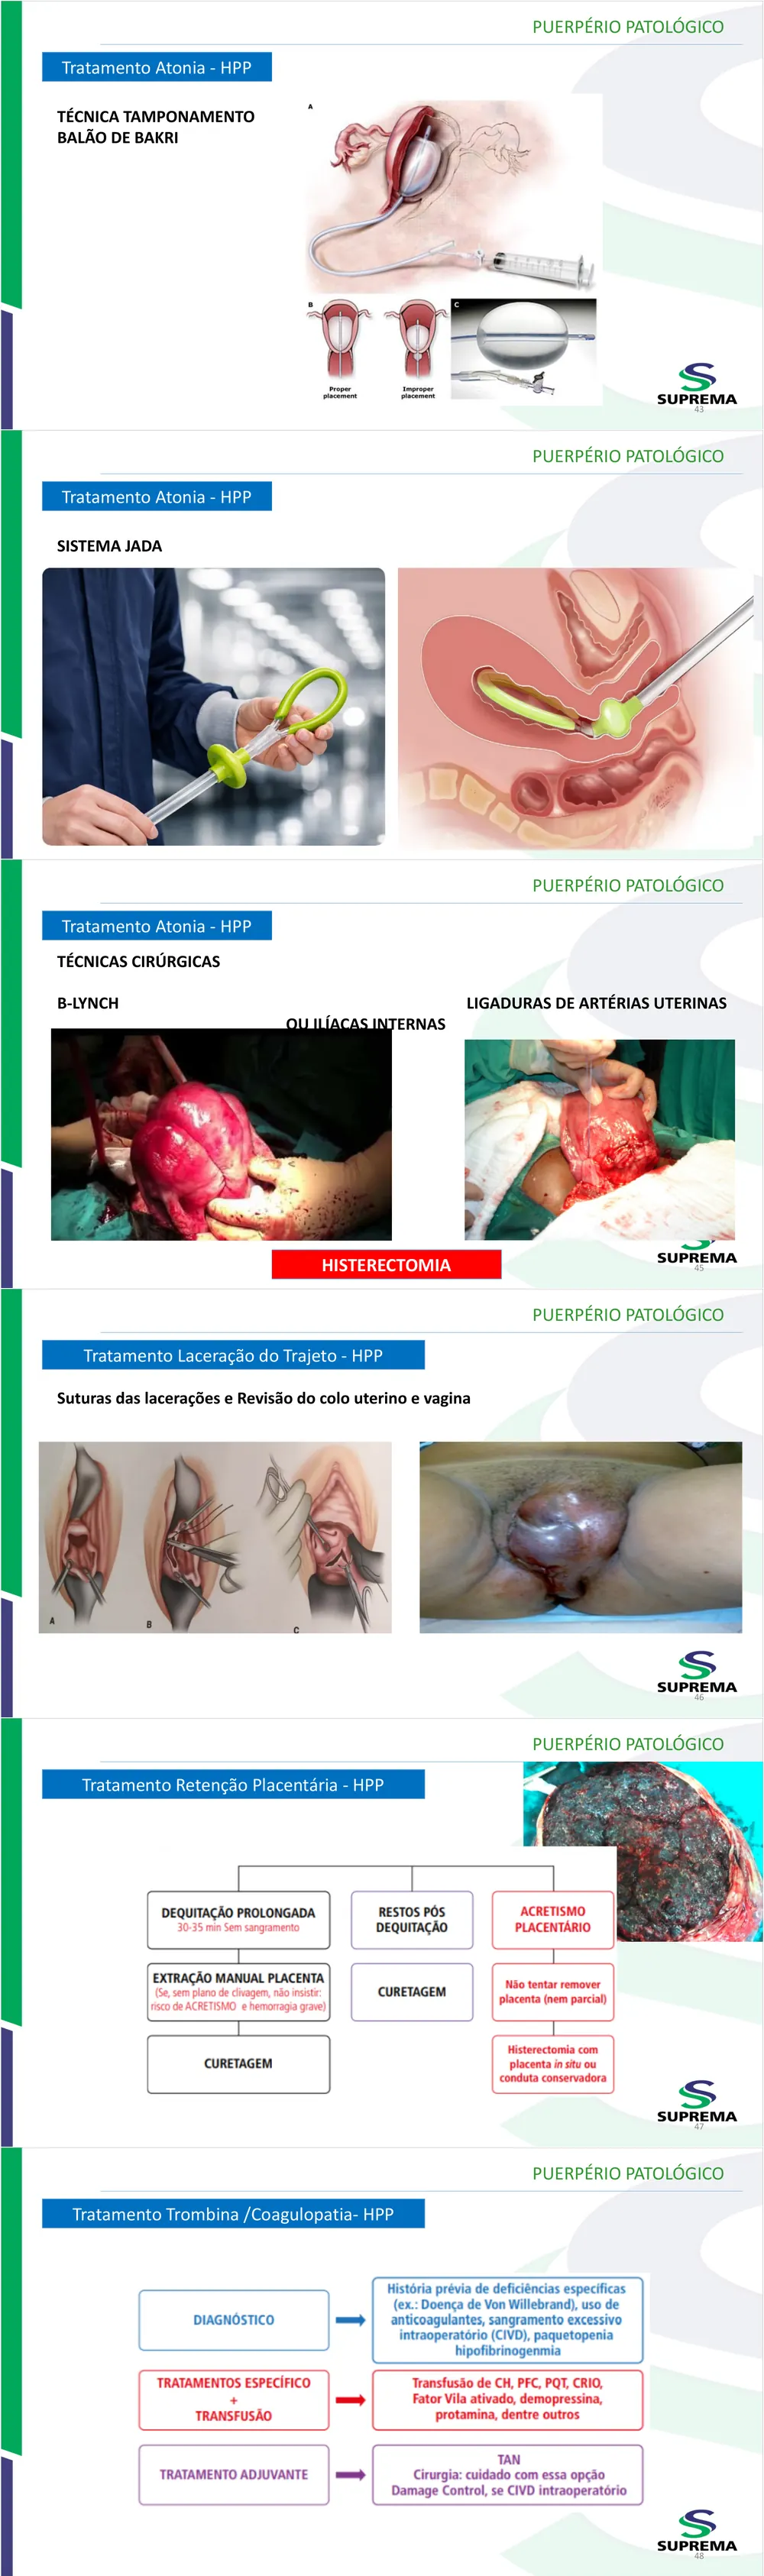 PUERPÉRIO PATOLÓGICO
Tratamento Atonia - HPP
TÉCNICA TAMPONAMENTO
BALÃO DE BAKRI
A
B
C
Proper
placement
Improper
placement
SUPREMA
43
PUERPÉRIO PATOLÓGICO
Tratamento Atonia - HPP
SISTEMA JADA
PUERPÉRIO PATOLÓGICO
Tratamento Atonia - HPP
TÉCNICAS CIRÚRGICAS
B-LYNCH
LIGADURAS DE ARTÉRIAS UTERINAS
OU ILÍACAS INTERNAS
HISTERECTOMIA
SUPREMA
45
PUERPÉRIO PATOLÓGICO
Tratamento Laceração do Trajeto - HPP
Suturas das lacerações e Revisão do colo uterino e vagina
A
B
C
SUPREMA
46
PUERPÉRIO PATOLÓGICO
Tratamento Retenção Placentária - HPP
DEQUITAÇÃO PROLONGADA
30-35 min Sem sangramento
EXTRAÇÃO MANUAL PLACENTA
(Se, sem plano de clivagem, não insistir:
risco de ACRETISMO e hemorragia grave)
CURETAGEM
RESTOS PÓS
DEQUITAÇÃO
CURETAGEM
ACRETISMO
PLACENTÁRIO
Não tentar remover
placenta (nem parcial)
Histerectomia com
placenta in situ ou
conduta conservadora
SUPREMA
47
PUERPÉRIO PATOLÓGICO
Tratamento Trombina /Coagulopatia- HPP
DIAGNÓSTICO
História prévia de deficiências específicas
(ex.: Doença de Von Willebrand), uso de
anticoagulantes, sangramento excessivo
intraoperatório (CIVD), paquetopenia
hipofibrinogenmia
TRATAMENTOS ESPECÍFICO
+
TRANSFUSÃO
Transfusão de CH, PFC, PQT, CRIO,
Fator VIIa ativado, demopressina,
protamina, dentre outros
TRATAMENTO ADJUVANTE
TAN
Cirurgia: cuidado com essa opção
Damage Control, se CIVD intraoperatório
SUPREMA
48